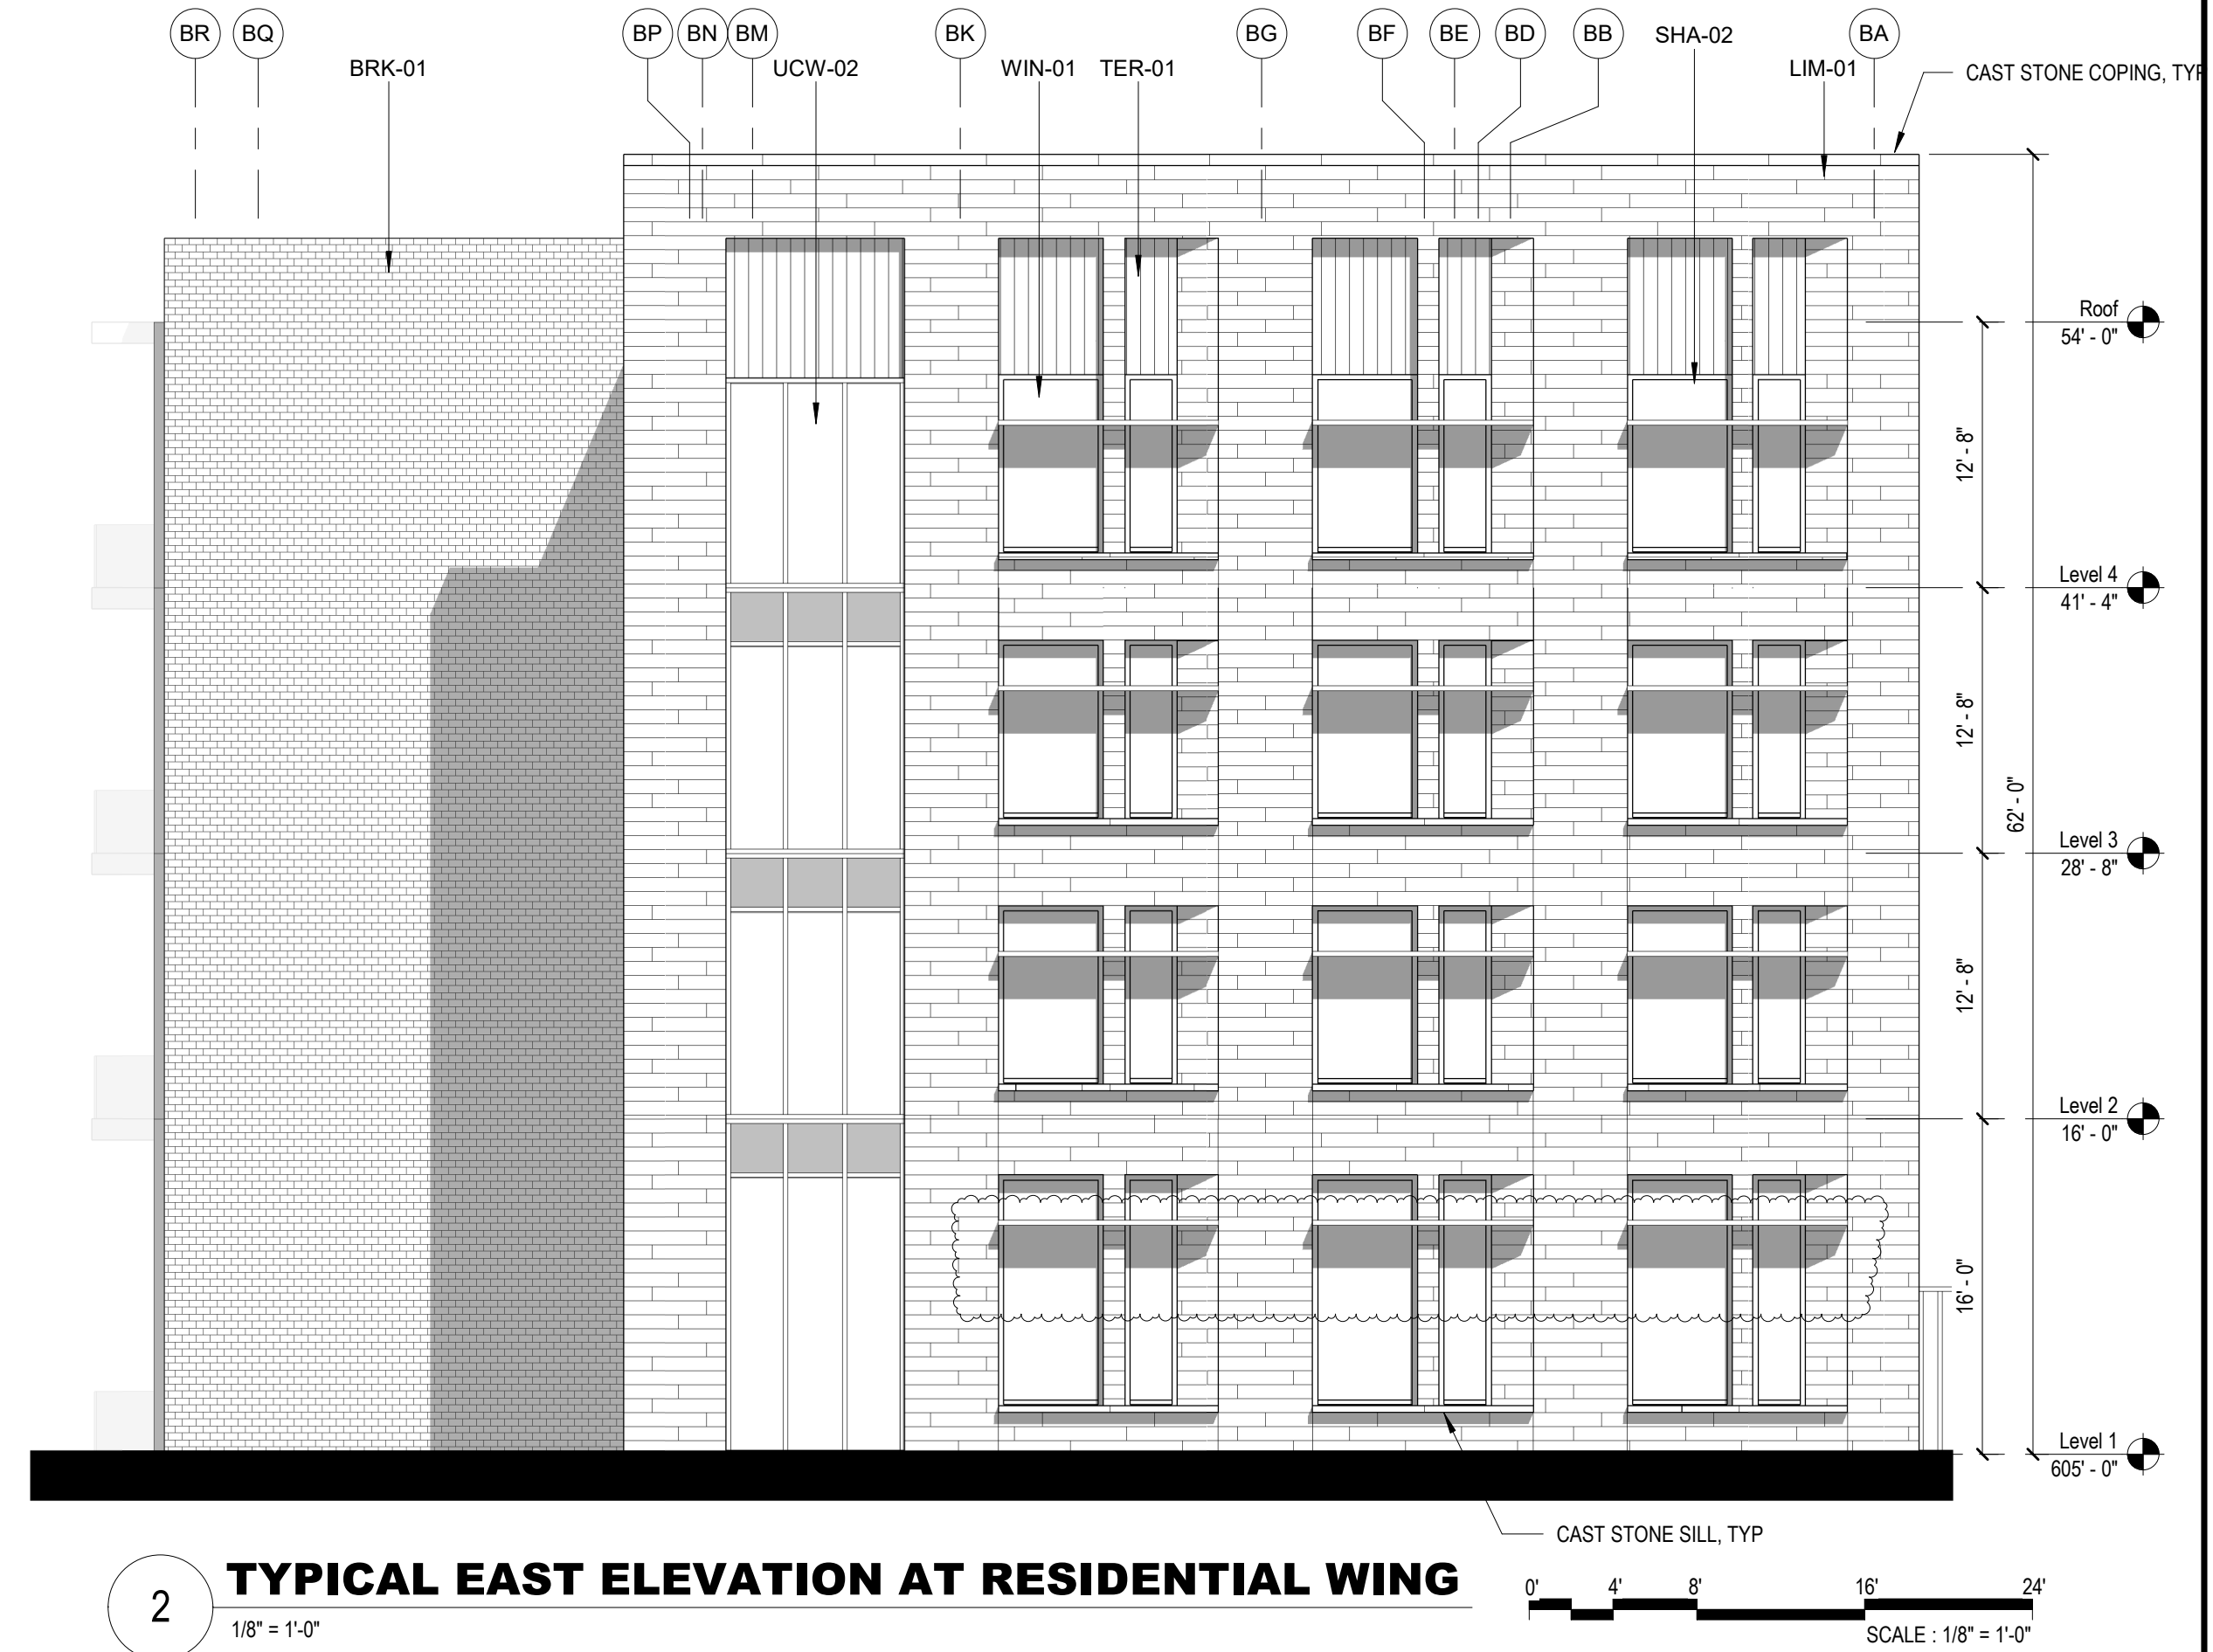 BR BQ BP BN BM BK BG BF BE BD BB BA
BRK-01 UCW-02 WIN-01 TER-01 SHA-02 LIM-01
CAST STONE COPING, TYP
Roof
54' - 0"
12' - 8"
Level 4
41' - 4"
12' - 8"
62' - 0"
Level 3
28' - 8"
12' - 8"
Level 2
16' - 0"
16' - 0"
Level 1
605' - 0"
CAST STONE SILL, TYP
2
TYPICAL EAST ELEVATION AT RESIDENTIAL WING
1/8" = 1'-0"
0' 4' 8' 16' 24'
SCALE : 1/8" = 1'-0"